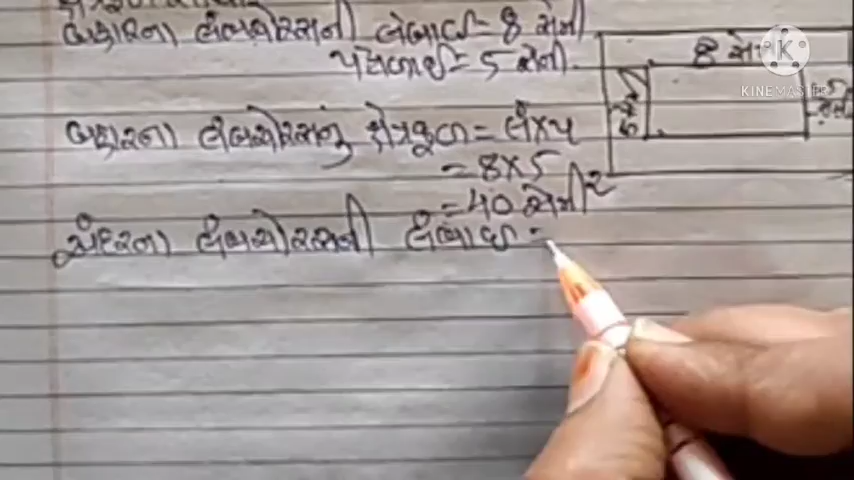 બહારના લંબચોરસની લંબાઈ = 8 સેમી
પહોળાઈ = 5 સેમી.
8 સે
બહારના લંબચોરસનું ક્ષેત્રફળ = લં×પ
= 8×5
= 40 સેમી²
અંદરના લંબચોરસની લંબાઈ =
KINEMASTER